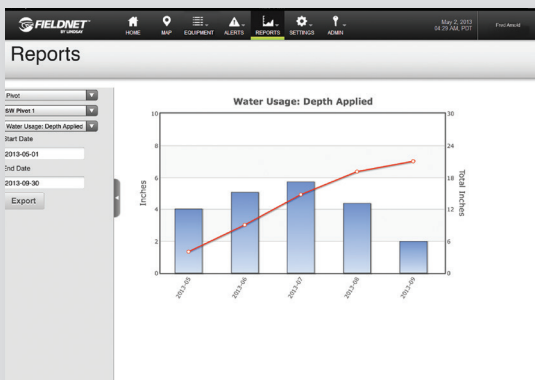 FIELDNET
BY LINDSAY
HOME
MAP
EQUIPMENT
ALERTS
REPORTS
SETTINGS
ADMIN
May 2, 2013
04:29 AM, PDT
Reports
Pivot
SW Pivot 1
Water Usage: Depth Applied
Start Date
2013-05-01
End Date
2013-09-30
Export
Water Usage: Depth Applied
10
8
6
4
2
0
Inches
30
24
18
12
6
0
Total Inches
2013-05
2013-06
2013-07
2013-08
2013-09